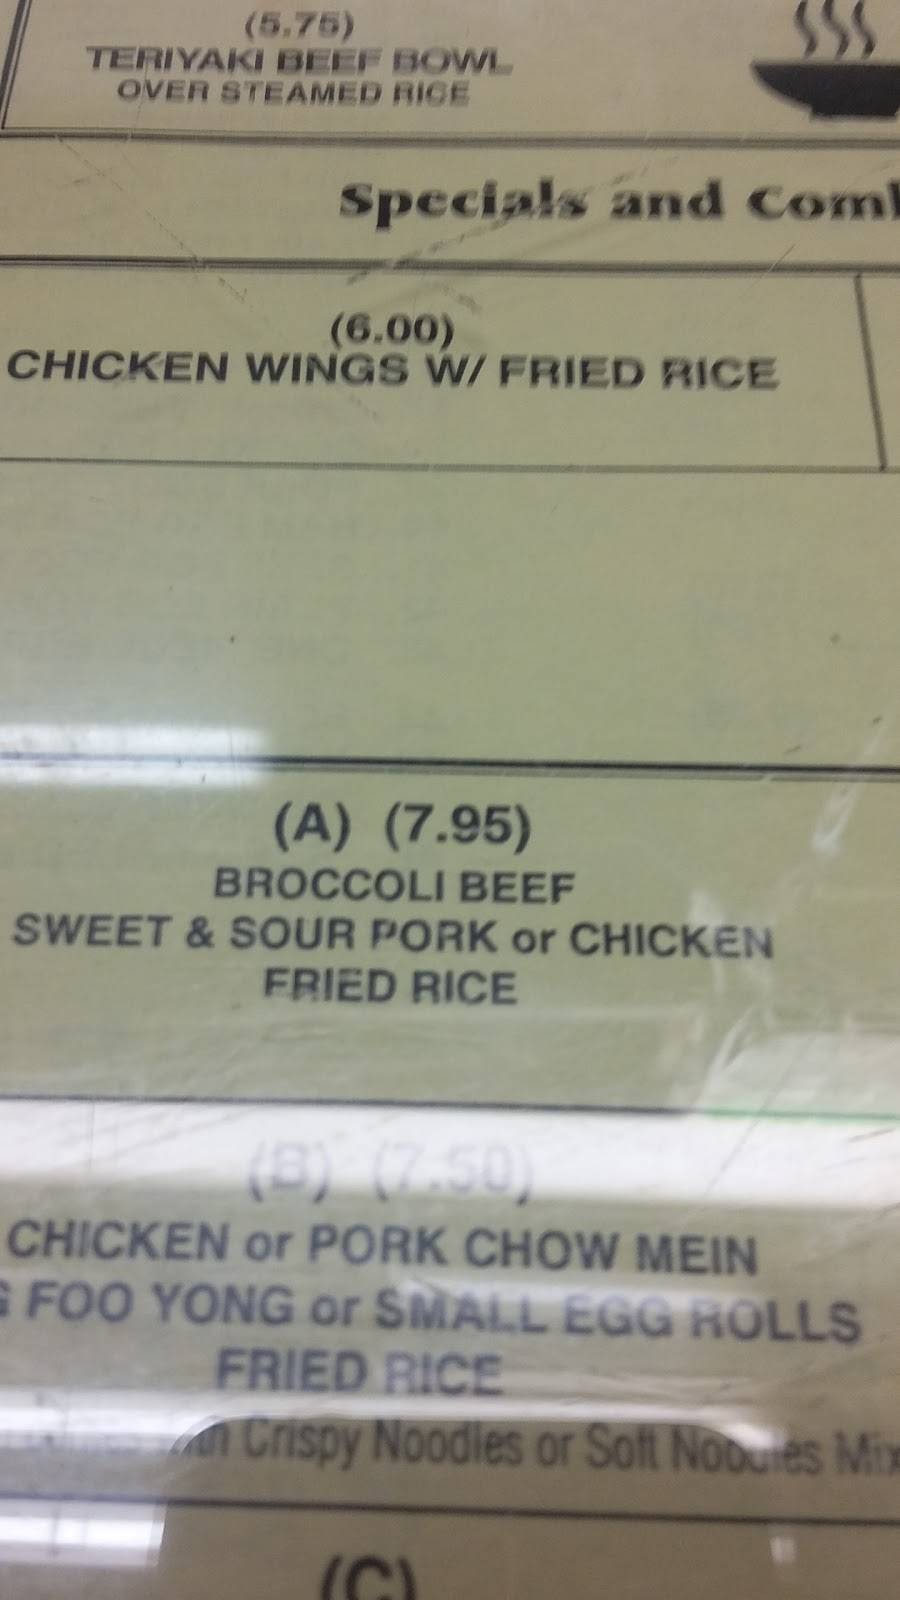 (5.75)
TERIYAKI BEEF BOWL
OVER STEAMED RICE
Specials and
(6.00)
CHICKEN WINGS W/ FRIED RICE
(A) (7.95)
BROCCOLI BEEF
SWEET & SOUR PORK or CHICKEN
FRIED RICE
(B) (7.50)
CHICKEN or PORK CHOW MEIN
FOO YONG or SMALL EGG ROLLS
FRIED RICE
Crispy Noodles or Soft Noodles Mix
(C)